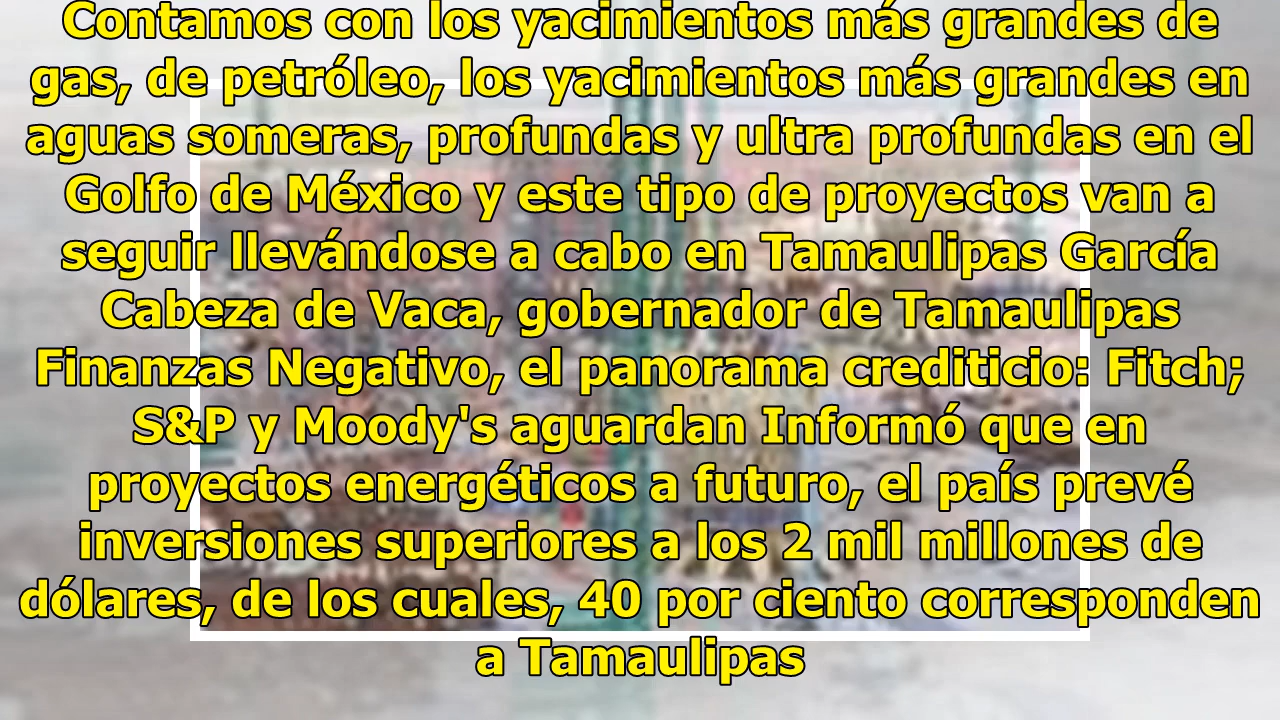 Contamos con los yacimientos más grandes de
gas, de petróleo, los yacimientos más grandes en
aguas someras, profundas y ultra profundas en el
Golfo de México y este tipo de proyectos van a
seguir llevándose a cabo en Tamaulipas García
Cabeza de Vaca, gobernador de Tamaulipas
Finanzas Negativo, el panorama crediticio: Fitch;
S&P y Moody's aguardan Informó que en
proyectos energéticos a futuro, el país prevé
inversiones superiores a los 2 mil millones de
dólares, de los cuales, 40 por ciento corresponden
a Tamaulipas